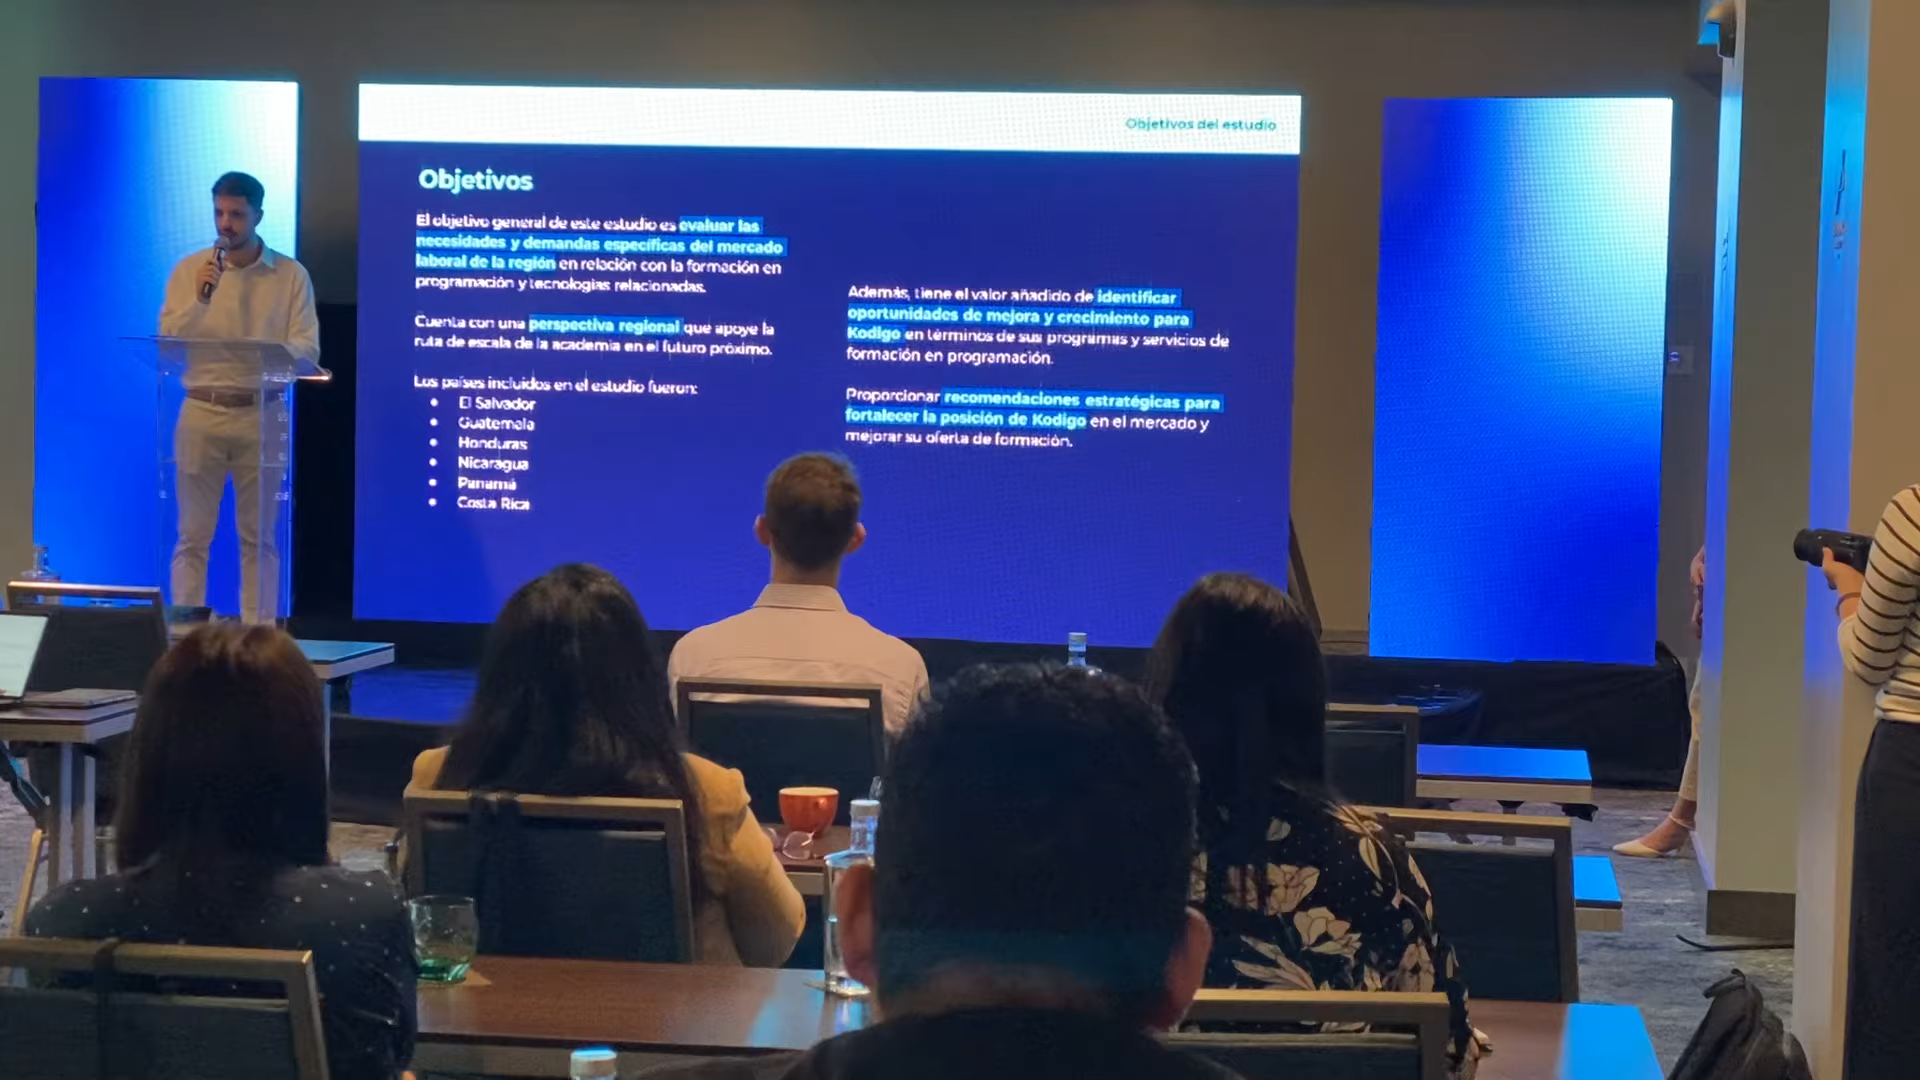 Objetivos del estudio
Objetivos
El objetivo general de este estudio es evaluar las
necesidades y demandas específicas del mercado
laboral de la región en relación con la formación en
programación y tecnologías relacionadas.
Cuenta con una perspectiva regional que apoye la
ruta de escala de la academia en el futuro próximo.
Los países incluidos en el estudio fueron:
El Salvador
Guatemala
Honduras
Nicaragua
Panamá
Costa Rica
Además, tiene el valor añadido de identificar
oportunidades de mejora y crecimiento para
Kodigo en términos de sus programas y servicios de
formación en programación.
Proporcionar recomendaciones estratégicas para
fortalecer la posición de Kodigo en el mercado y
mejorar su oferta de formación.